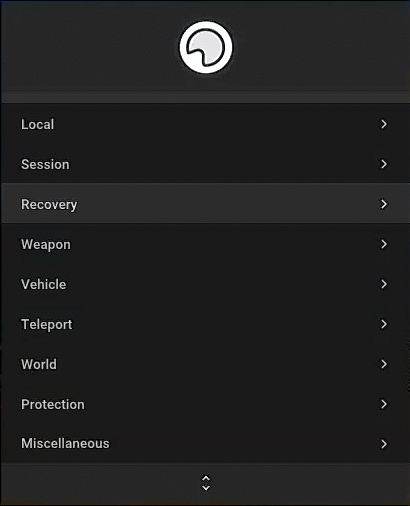 Local
Session
Recovery
Weapon
Vehicle
Teleport
World
Protection
Miscellaneous